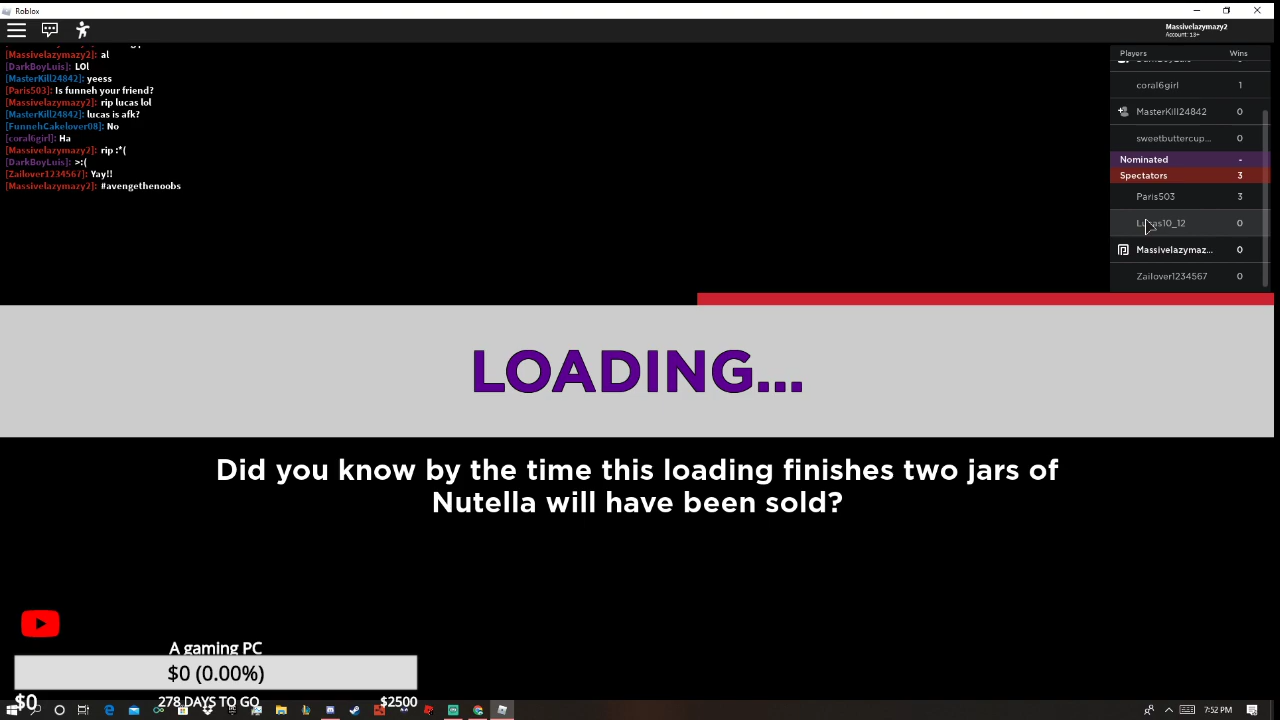 Roblox
Massivelazymazy2
Account: 13+
[Massivelazymazy2]: al
[DarkBoyLuis]: LOl
[MasterKill24842]: yeess
[Paris503]: Is funneh your friend?
[Massivelazymazy2]: rip lucas lol
[MasterKill24842]: lucas is afk?
[FunnehCakelover08]: No
[coral6girl]: Ha
[Massivelazymazy2]: rip :*(
[DarkBoyLuis]: >:(
[Zailover1234567]: Yay!!
[Massivelazymazy2]: #avengethenoobs
Players Wins
coral6girl 1
MasterKill24842 0
sweetbuttercup... 0
Nominated -
Spectators 3
Paris503 3
Lucas10_12 0
Massivelazymaz... 0
Zailover1234567 0
LOADING...
Did you know by the time this loading finishes two jars of
Nutella will have been sold?
A gaming PC
$0 (0.00%)
$0 278 DAYS TO GO $2500
7:52 PM